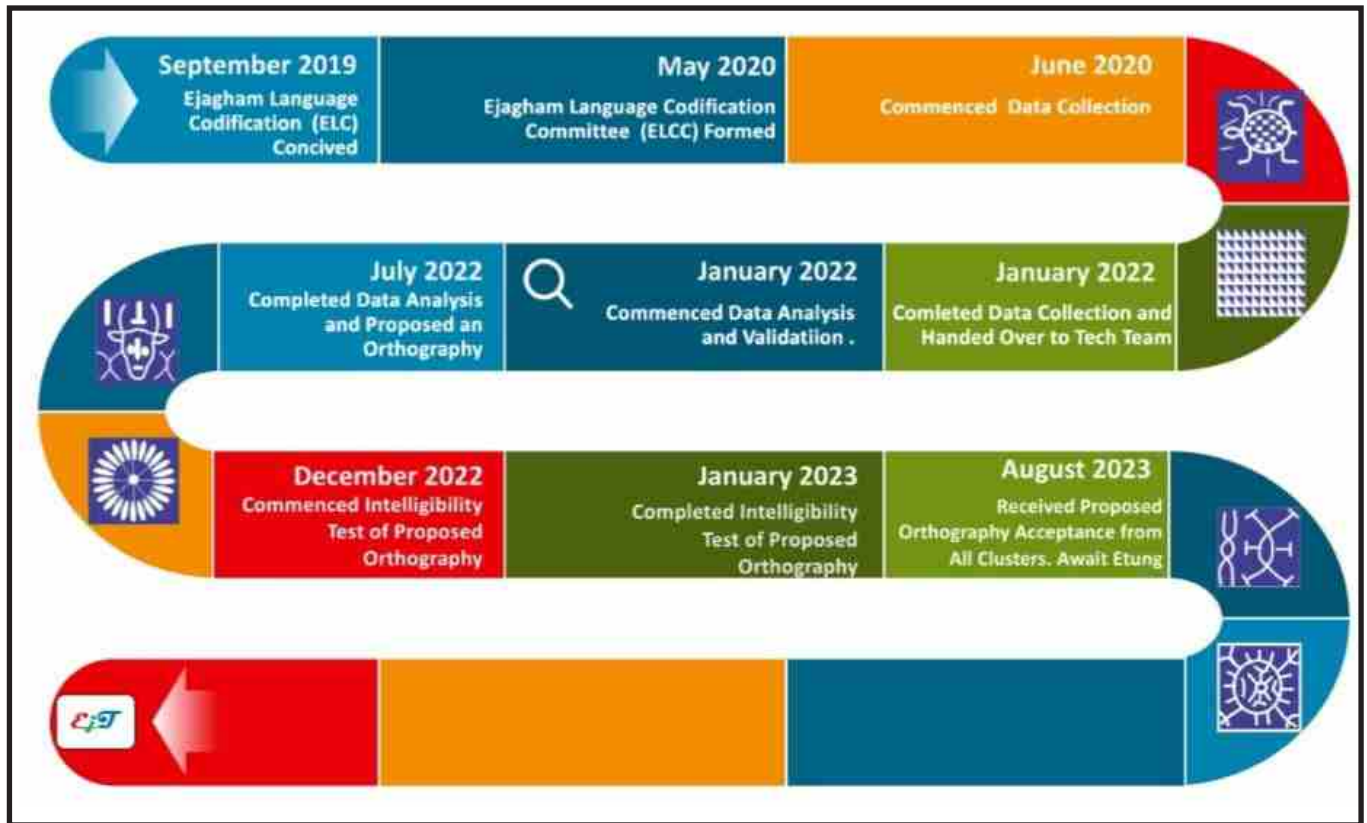 September 2019
Ejagham Language
Codification (ELC)
Concived
May 2020
Ejagham Language Codification
Committee (ELCC) Formed
June 2020
Commenced Data Collection
January 2022
Comleted Data Collection and
Handed Over to Tech Team
January 2022
Commenced Data Analysis
and Validatiion .
July 2022
Completed Data Analysis
and Proposed an
Orthography
December 2022
Commenced Intelligibility
Test of Proposed
Orthography
January 2023
Completed Intelligibility
Test of Proposed
Orthography
August 2023
Received Proposed
Orthography Acceptance from
All Clusters. Await Etung
EjT